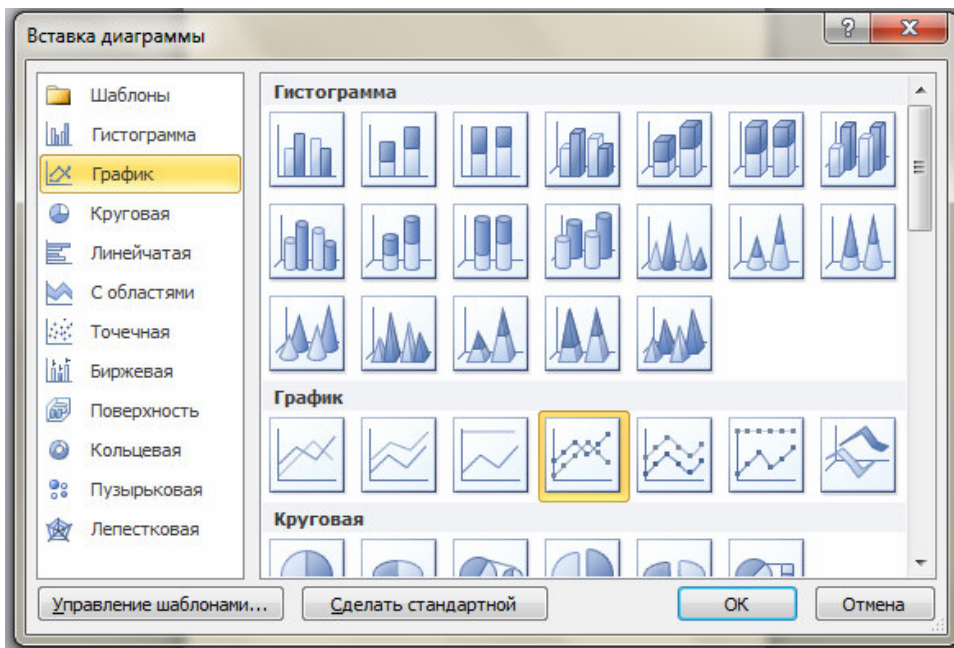 Вставка диаграммы
Шаблоны
Гистограмма
График
Круговая
Линейчатая
С областями
Точечная
Биржевая
Поверхность
Кольцевая
Пузырьковая
Лепестковая
Гистограмма
График
Круговая
Управление шаблонами...
Сделать стандартной
ОК
Отмена